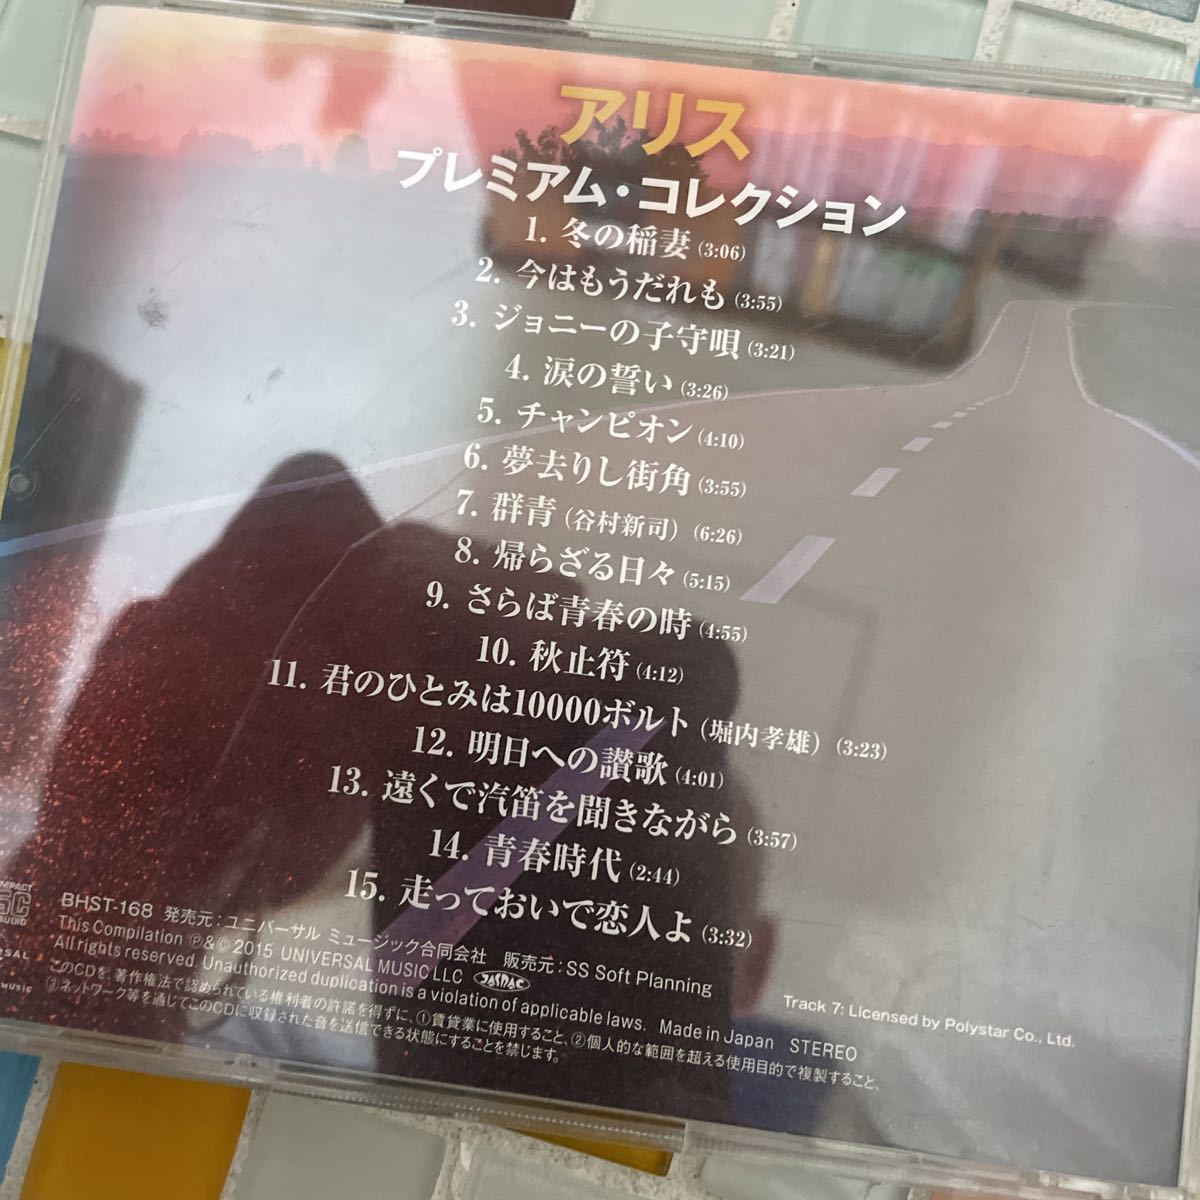 アリス
プレミアム・コレクション
1. 冬の稲妻 (3:06)
2. 今はもうだれも (3:55)
3. ジョニーの子守唄 (3:21)
4. 涙の誓い (3:26)
5. チャンピオン (4:10)
6. 夢去りし街角 (3:55)
7. 群青 (谷村新司) (6:26)
8. 帰らざる日々 (5:15)
9. さらば青春の時 (4:55)
10. 秋止符 (4:12)
11. 君のひとみは10000ボルト (堀内孝雄) (3:23)
12. 明日への讃歌 (4:01)
13. 遠くで汽笛を聞きながら (3:57)
14. 青春時代 (2:44)
15. 走っておいで恋人よ (3:32)
BHST-168 発売元：ユニバーサル ミュージック合同会社 販売元：SS Soft Planning
This Compilation ℗&© 2015 UNIVERSAL MUSIC LLC JASRAC
All rights reserved. Unauthorized duplication is a violation of applicable laws. Made in Japan STEREO
Track 7: Licensed by Polystar Co., Ltd.
このCDを、著作権法で認められている権利者の許諾を得ずに、①賃貸業に使用すること、②個人的な範囲を超える使用目的で複製すること、
③ネットワーク等を通じてこのCDに収録された音を送信できる状態にすることを禁じます。